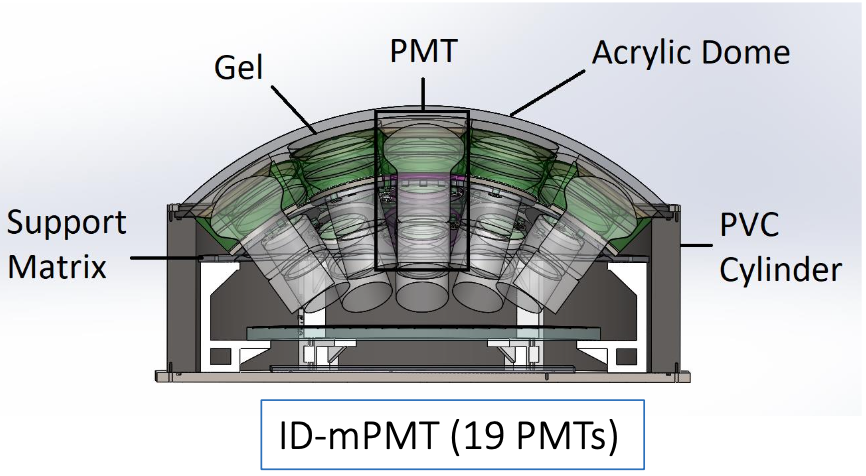 PMT
Acrylic Dome
Gel
Support
Matrix
PVC
Cylinder
ID-mPMT (19 PMTs)